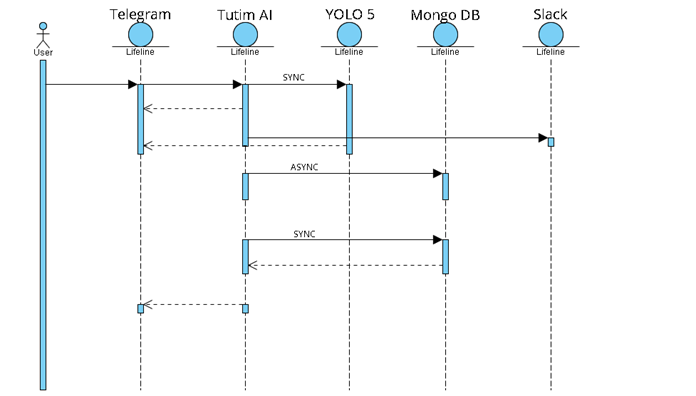 Telegram
Tutim AI
YOLO 5
Mongo DB
Slack
User
Lifeline
Lifeline
Lifeline
Lifeline
Lifeline
SYNC
ASYNC
SYNC